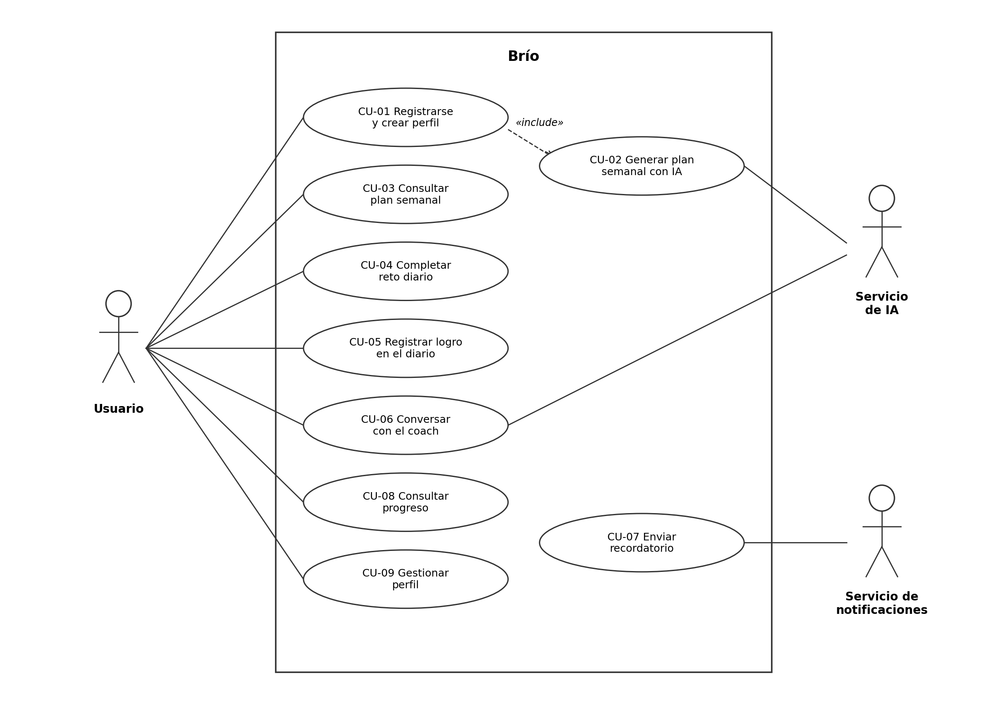 Brío
CU-01 Registrarse
y crear perfil
«include»
CU-02 Generar plan
semanal con IA
CU-03 Consultar
plan semanal
CU-04 Completar
reto diario
Servicio
de IA
CU-05 Registrar logro
en el diario
Usuario
CU-06 Conversar
con el coach
CU-08 Consultar
progreso
CU-07 Enviar
recordatorio
CU-09 Gestionar
perfil
Servicio de
notificaciones